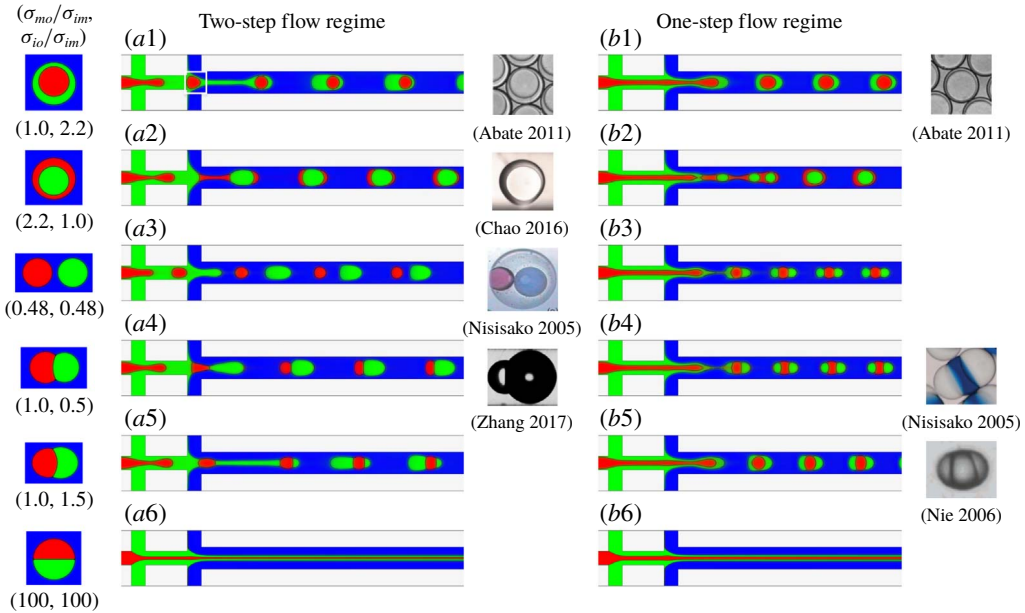 (σmo/σim,
σio/σim)
Two-step flow regime
One-step flow regime
(a1)
(b1)
(1.0, 2.2)
(Abate 2011)
(Abate 2011)
(a2)
(b2)
(2.2, 1.0)
(Chao 2016)
(a3)
(b3)
(0.48, 0.48)
(Nisisako 2005)
(a4)
(b4)
(1.0, 0.5)
(Zhang 2017)
(Nisisako 2005)
(a5)
(b5)
(1.0, 1.5)
(Nie 2006)
(a6)
(b6)
(100, 100)